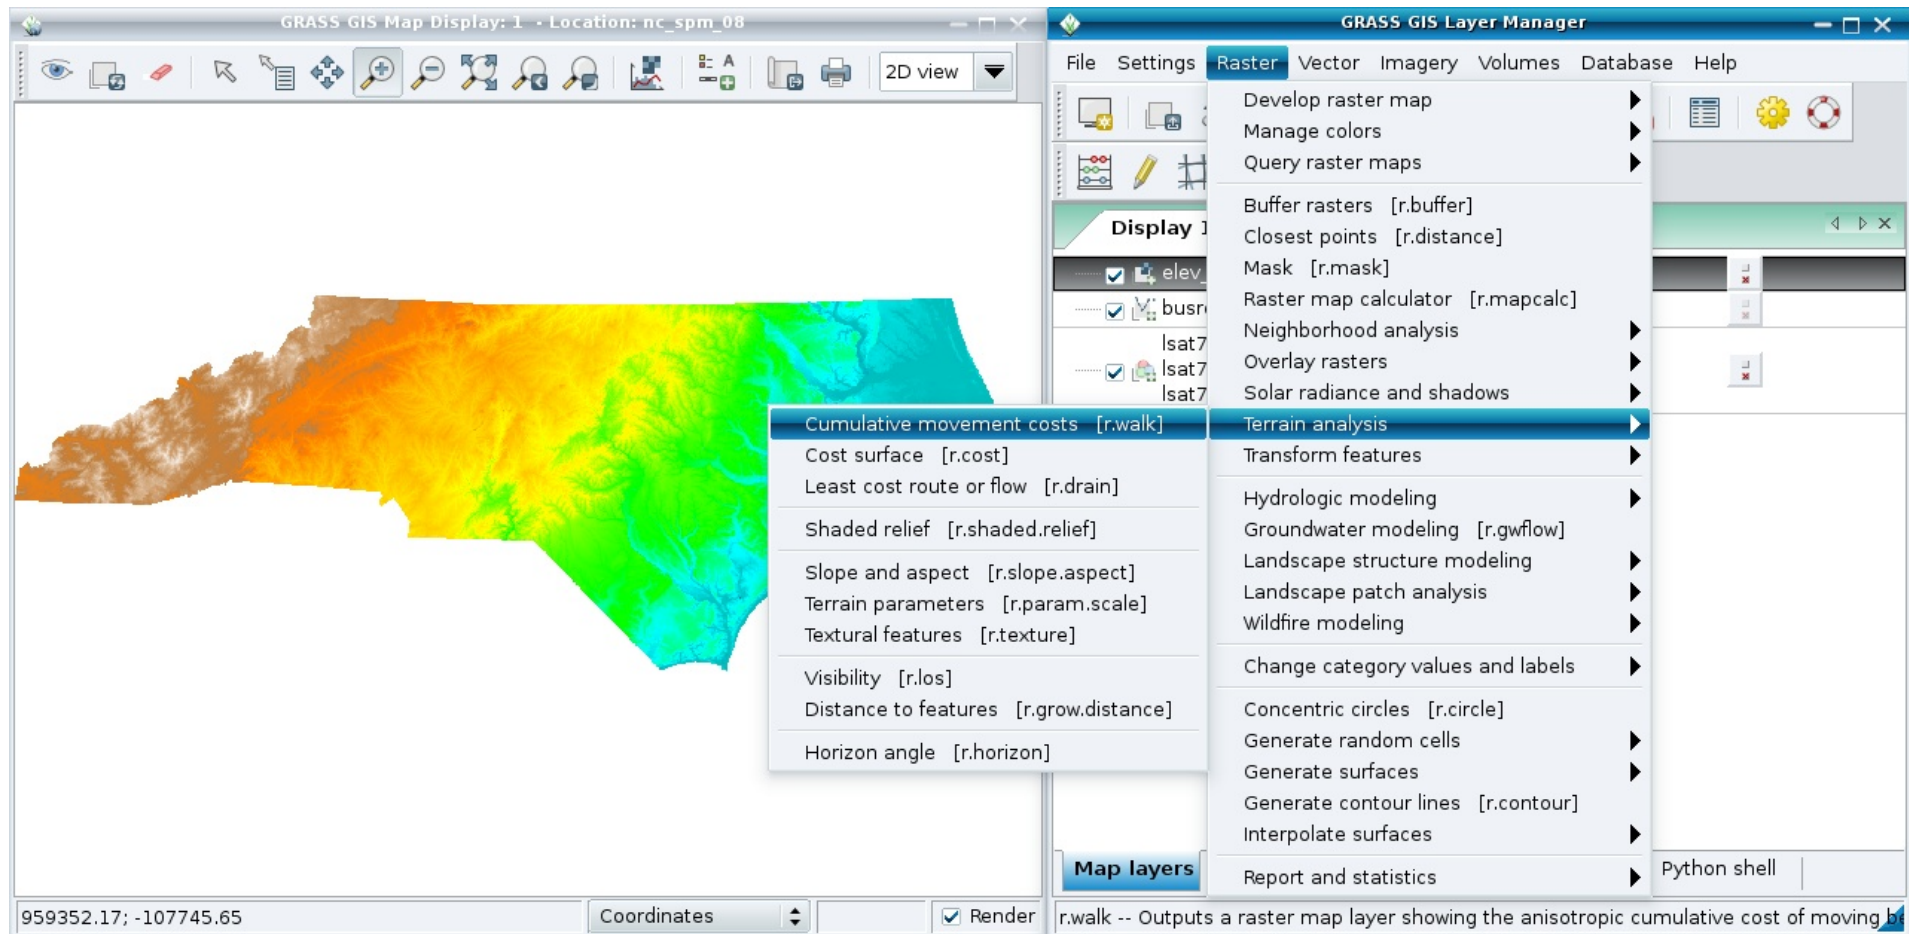 GRASS GIS Map Display: 1 - Location: nc_spm_08
2D view
959352.17; -107745.65
Coordinates
Render
GRASS GIS Layer Manager
File Settings Raster Vector Imagery Volumes Database Help
Display
elev_
busr
lsat7
lsat7
lsat7
Develop raster map
Manage colors
Query raster maps
Buffer rasters [r.buffer]
Closest points [r.distance]
Mask [r.mask]
Raster map calculator [r.mapcalc]
Neighborhood analysis
Overlay rasters
Solar radiance and shadows
Terrain analysis
Transform features
Hydrologic modeling
Groundwater modeling [r.gwflow]
Landscape structure modeling
Landscape patch analysis
Wildfire modeling
Change category values and labels
Concentric circles [r.circle]
Generate random cells
Generate surfaces
Generate contour lines [r.contour]
Interpolate surfaces
Report and statistics
Cumulative movement costs [r.walk]
Cost surface [r.cost]
Least cost route or flow [r.drain]
Shaded relief [r.shaded.relief]
Slope and aspect [r.slope.aspect]
Terrain parameters [r.param.scale]
Textural features [r.texture]
Visibility [r.los]
Distance to features [r.grow.distance]
Horizon angle [r.horizon]
Map layers
Python shell
r.walk -- Outputs a raster map layer showing the anisotropic cumulative cost of moving be